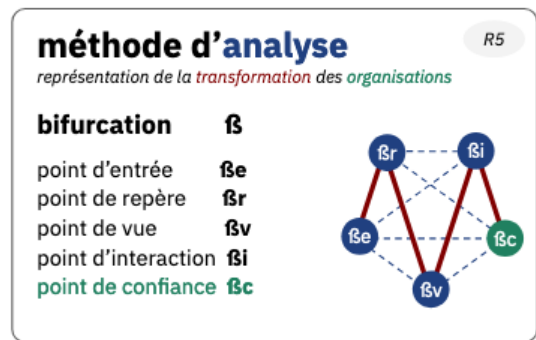 méthode d’analyse
R5
représentation de la transformation des organisations
bifurcation ß
point d’entrée ße
point de repère ßr
point de vue ßv
point d’interaction ßi
point de confiance ßc
ßr
ßi
ße
ßc
ßv